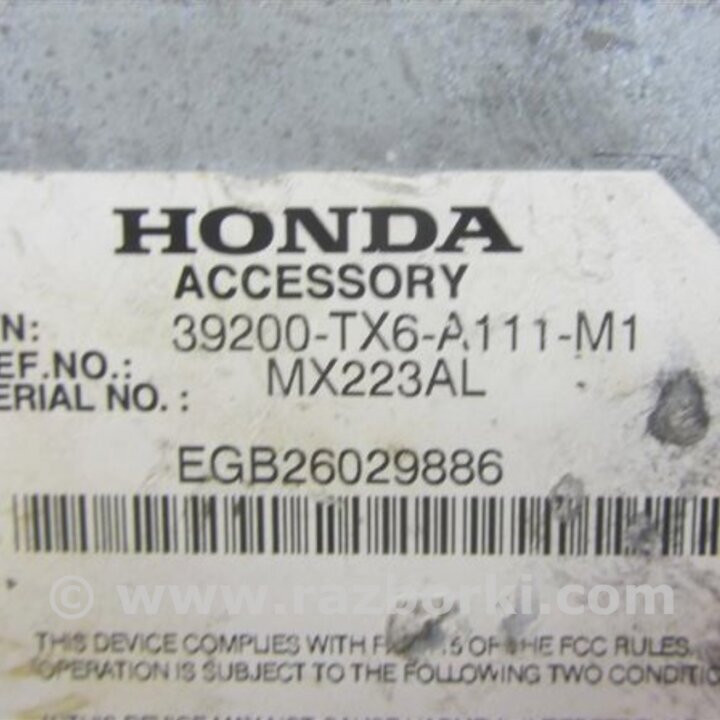 HONDA
ACCESSORY
N: 39200-TX6-A111-M1
EF.NO.: MX223AL
ERIAL NO. :
EGB26029886
© www.razborki.com
THIS DEVICE COMPLIES WITH 15 OF THE FCC RULES.
OPERATION IS SUBJECT TO THE FOLLOWING TWO CONDITIO